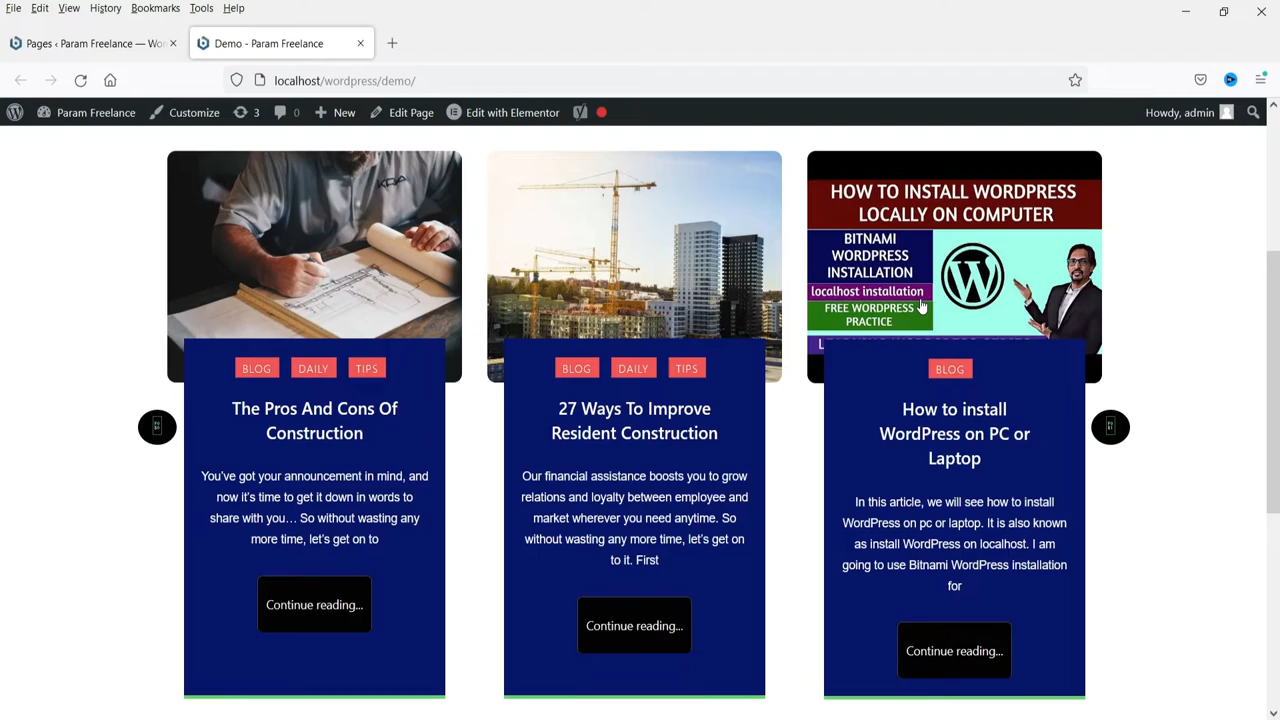 File Edit View History Bookmarks Tools Help
Pages ‹ Param Freelance — Wo
Demo - Param Freelance
localhost/wordpress/demo/
Param Freelance Customize 3 0 New Edit Page Edit with Elementor Howdy, admin
KRA
HOW TO INSTALL WORDPRESS
LOCALLY ON COMPUTER
BITNAMI
WORDPRESS
INSTALLATION
localhost installation
FREE WORDPRESS
PRACTICE
BLOG DAILY TIPS
The Pros And Cons Of
Construction
You've got your announcement in mind, and
now it's time to get it down in words to
share with you… So without wasting any
more time, let's get on to
Continue reading...
BLOG DAILY TIPS
27 Ways To Improve
Resident Construction
Our financial assistance boosts you to grow
relations and loyalty between employee and
market wherever you need anytime. So
without wasting any more time, let's get on
to it. First
Continue reading...
BLOG
How to install
WordPress on PC or
Laptop
In this article, we will see how to install
WordPress on pc or laptop. It is also known
as install WordPress on localhost. I am
going to use Bitnami WordPress installation
for
Continue reading...